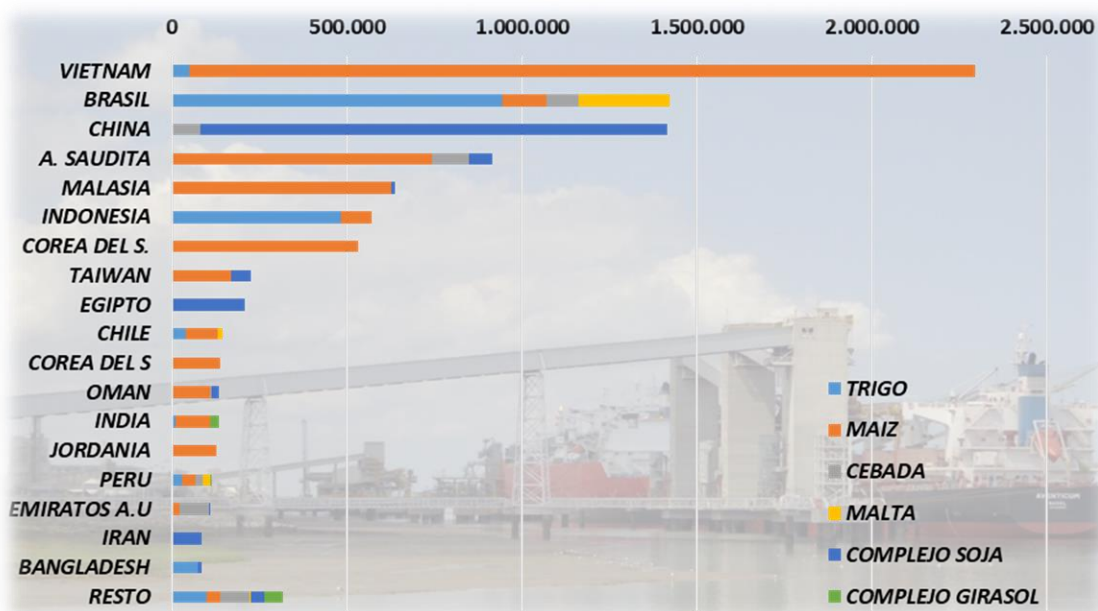 0 500.000 1.000.000 1.500.000 2.000.000 2.500.000
VIETNAM
BRASIL
CHINA
A. SAUDITA
MALASIA
INDONESIA
COREA DEL S.
TAIWAN
EGIPTO
CHILE
COREA DEL S
OMAN
INDIA
JORDANIA
PERU
EMIRATOS A.U
IRAN
BANGLADESH
RESTO
TRIGO
MAIZ
CEBADA
MALTA
COMPLEJO SOJA
COMPLEJO GIRASOL